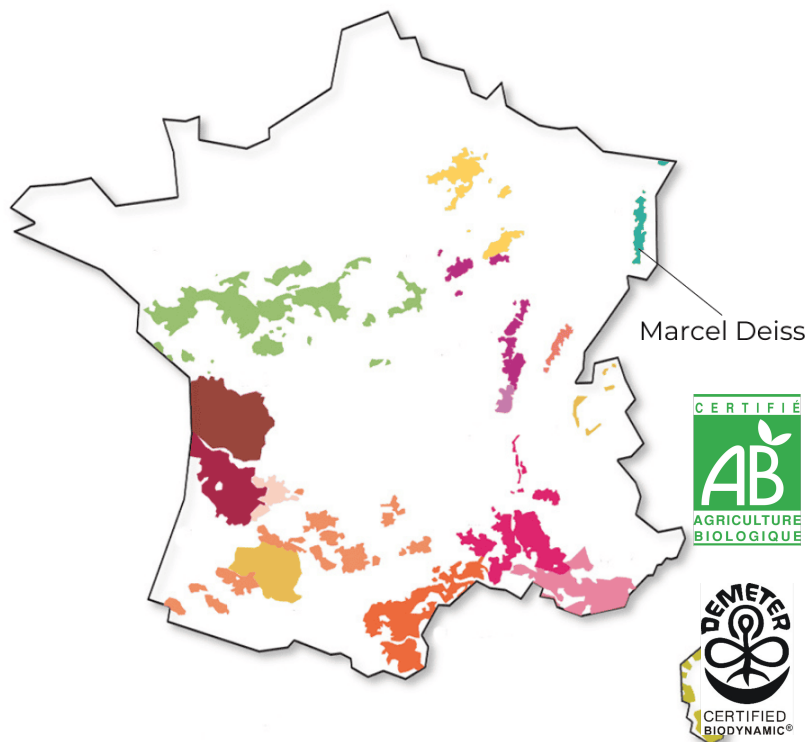 Marcel Deiss
CERTIFIÉ
AB
AGRICULTURE
BIOLOGIQUE
DEMETER
CERTIFIED
BIODYNAMIC®